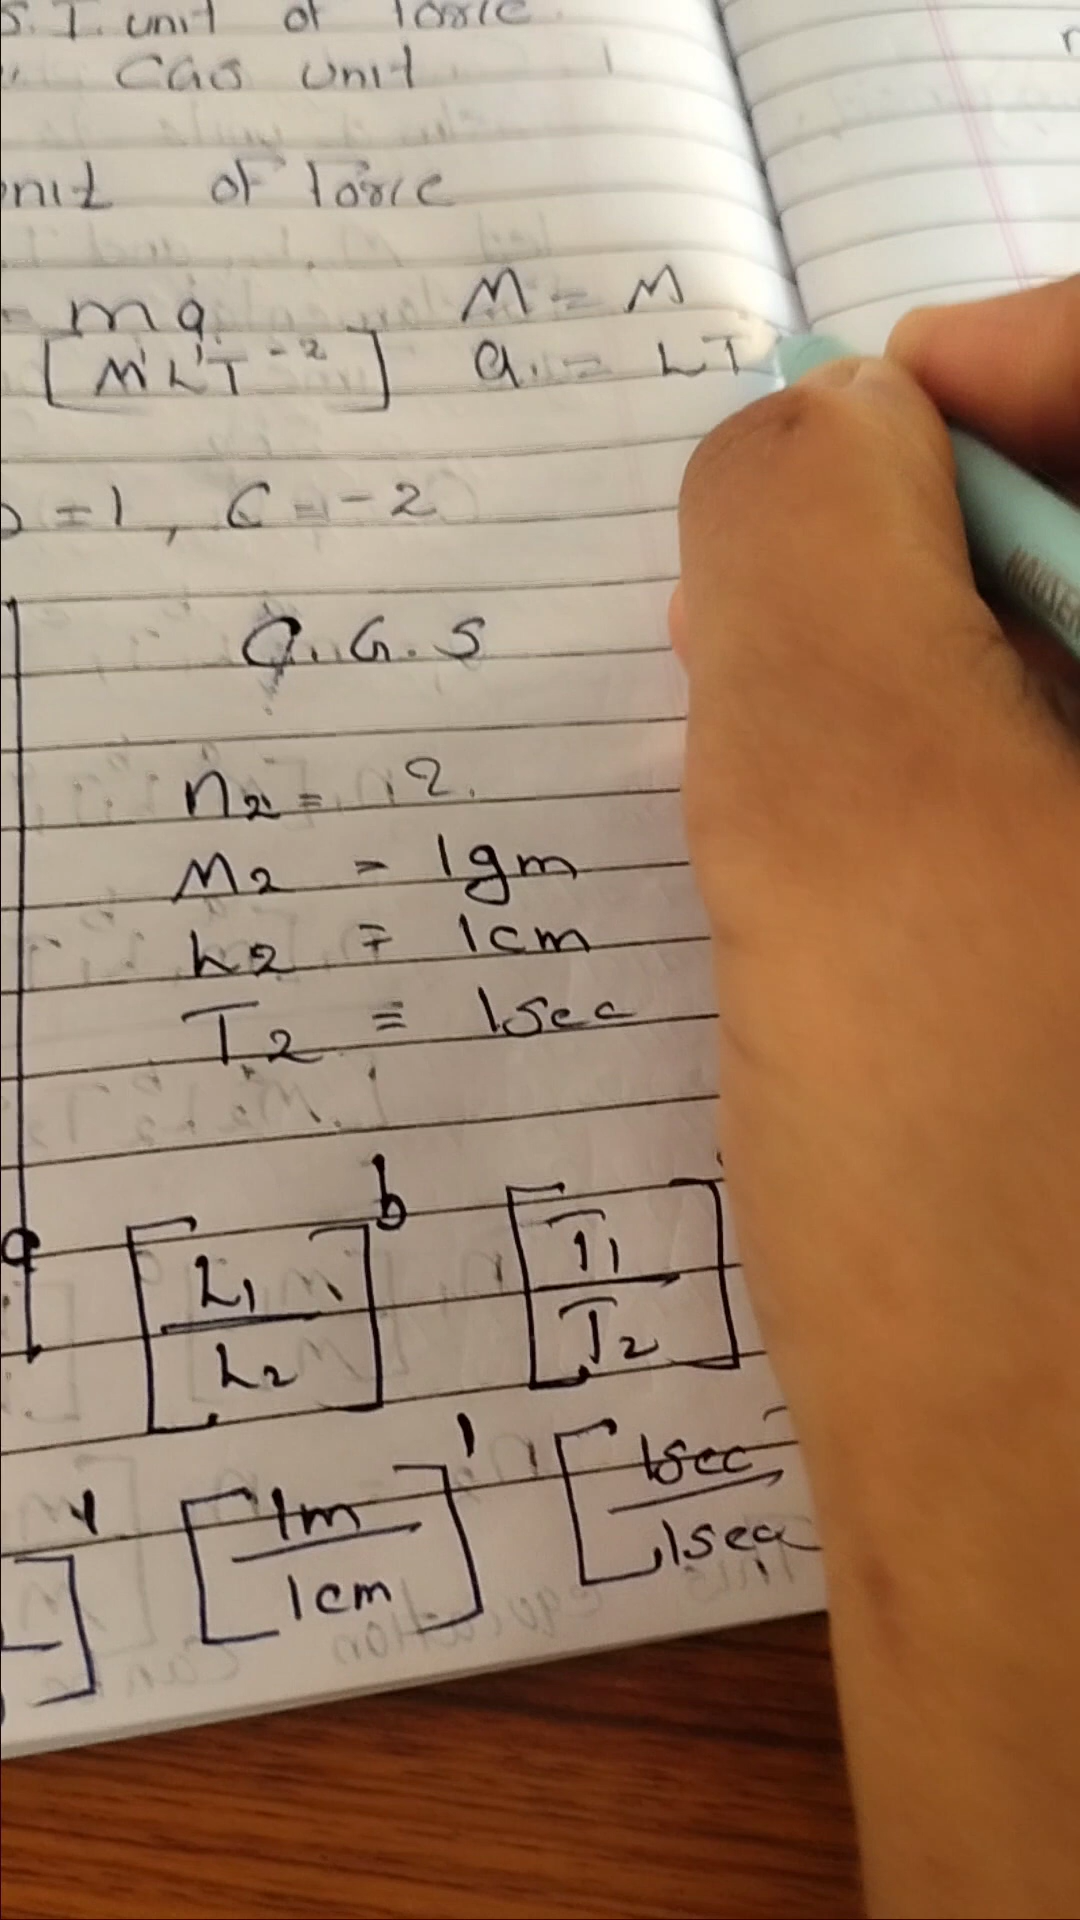 S.I. unit of force
CGS unit
unit of force
ma M = M
[M¹L¹T⁻²] a = LT
b = 1, c = -2
C.G.S
n2 = ?
M2 = 1gm
L2 = 1cm
T2 = 1sec
a [L1/L2]b [T1/T2]
]1 [1m/1cm]1 [1sec/1sec